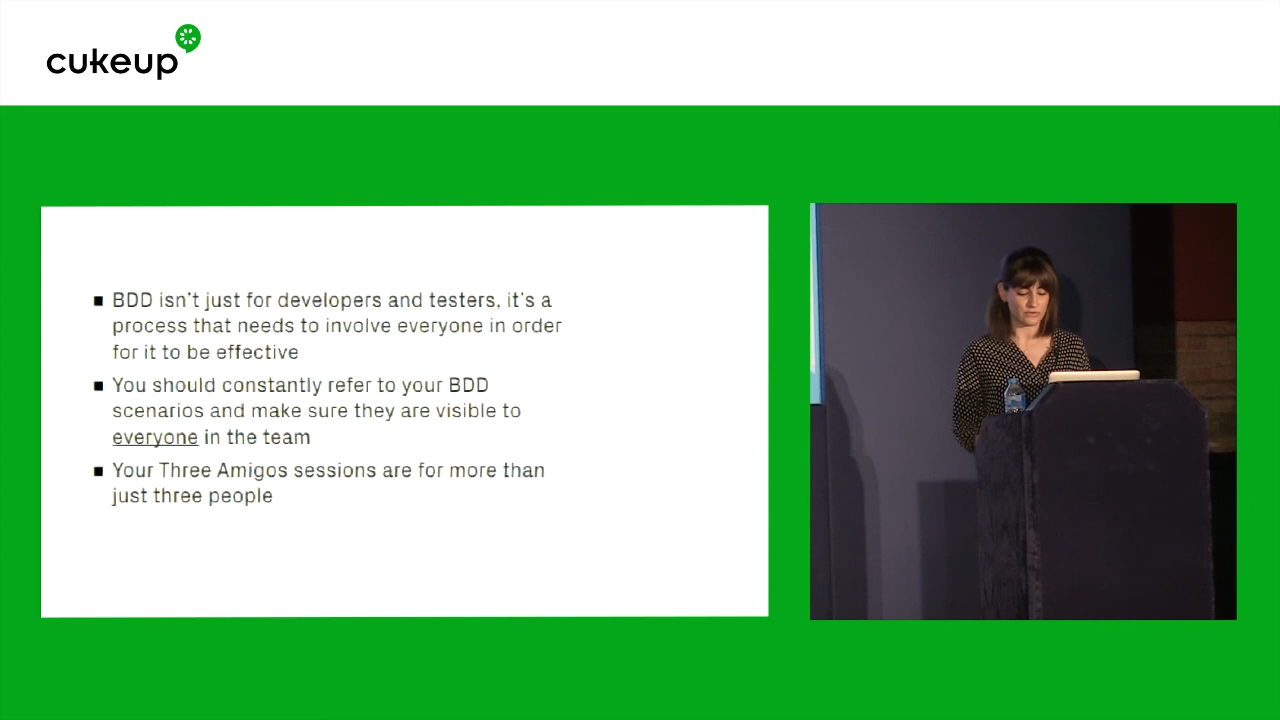 cukeup
■ BDD isn't just for developers and testers, it's a
process that needs to involve everyone in order
for it to be effective
■ You should constantly refer to your BDD
scenarios and make sure they are visible to
everyone in the team
■ Your Three Amigos sessions are for more than
just three people